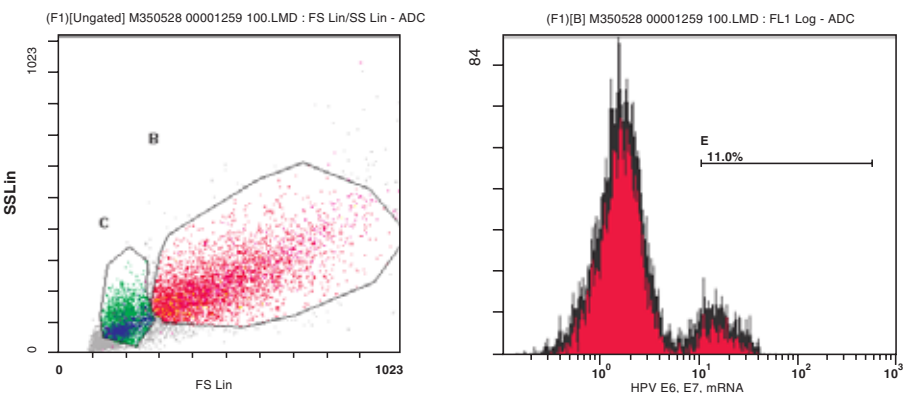 (F1)[Ungated] M350528 00001259 100.LMD : FS Lin/SS Lin - ADC
1023
SSLin
B
C
0
0
1023
FS Lin
(F1)[B] M350528 00001259 100.LMD : FL1 Log - ADC
84
E
11.0%
10⁰
10¹
10²
10³
HPV E6, E7, mRNA